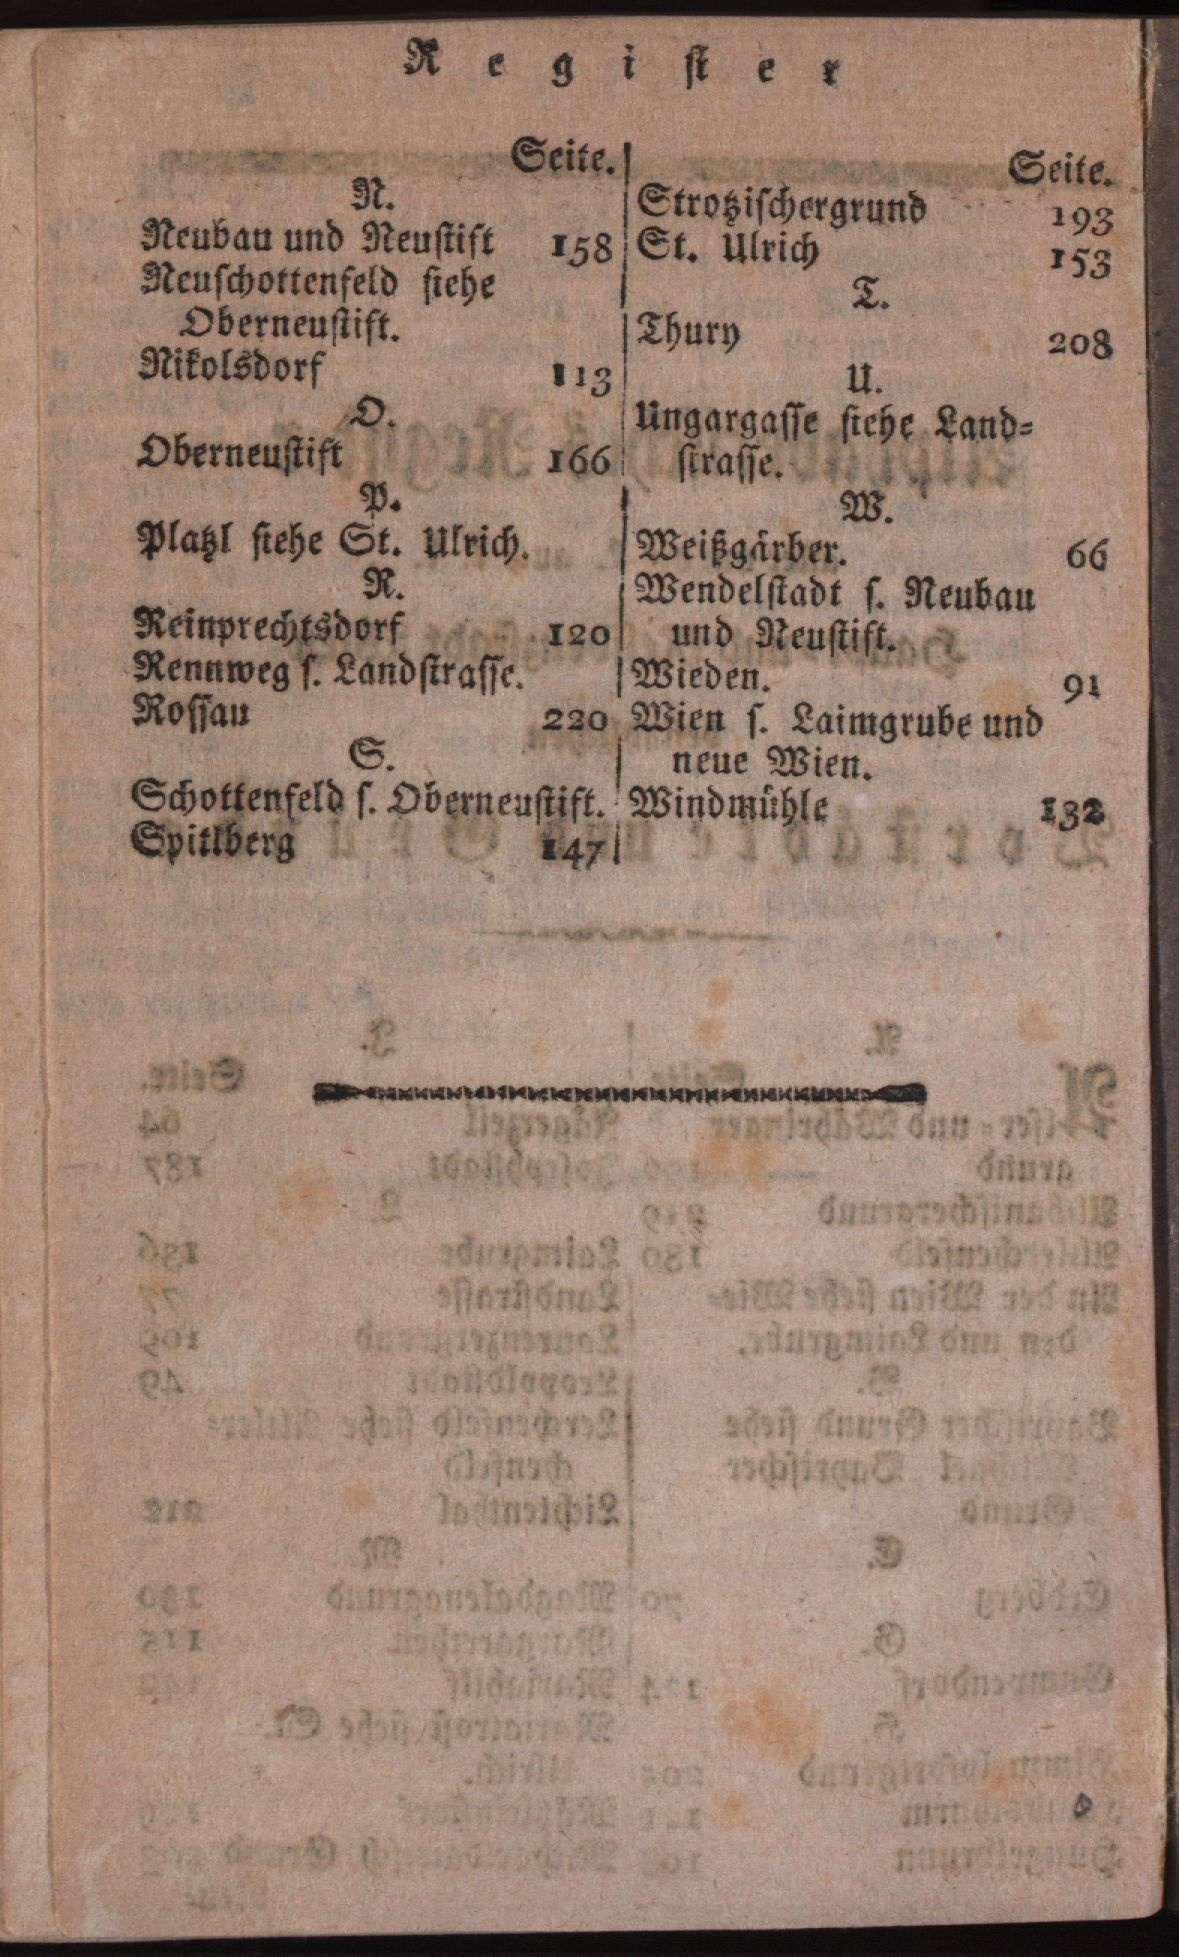 Register
Seite.
N.
Neubau und Neustift 158
Neuschottenfeld siehe
Oberneustift.
Nikolsdorf 113
O.
Oberneustift 166
P.
Platzl siehe St. Ulrich.
R.
Reinprechtsdorf 120
Rennweg s. Landstrasse.
Rossau 220
S.
Schottenfeld s. Oberneustift.
Spitlberg 147
Seite.
Strotzischergrund 193
St. Ulrich 153
T.
Thury 208
U.
Ungargasse siehe Land-
strasse.
W.
Weißgärber. 66
Wendelstadt s. Neubau
und Neustift.
Wieden. 91
Wien s. Laimgrube und
neue Wien.
Windmühle 132